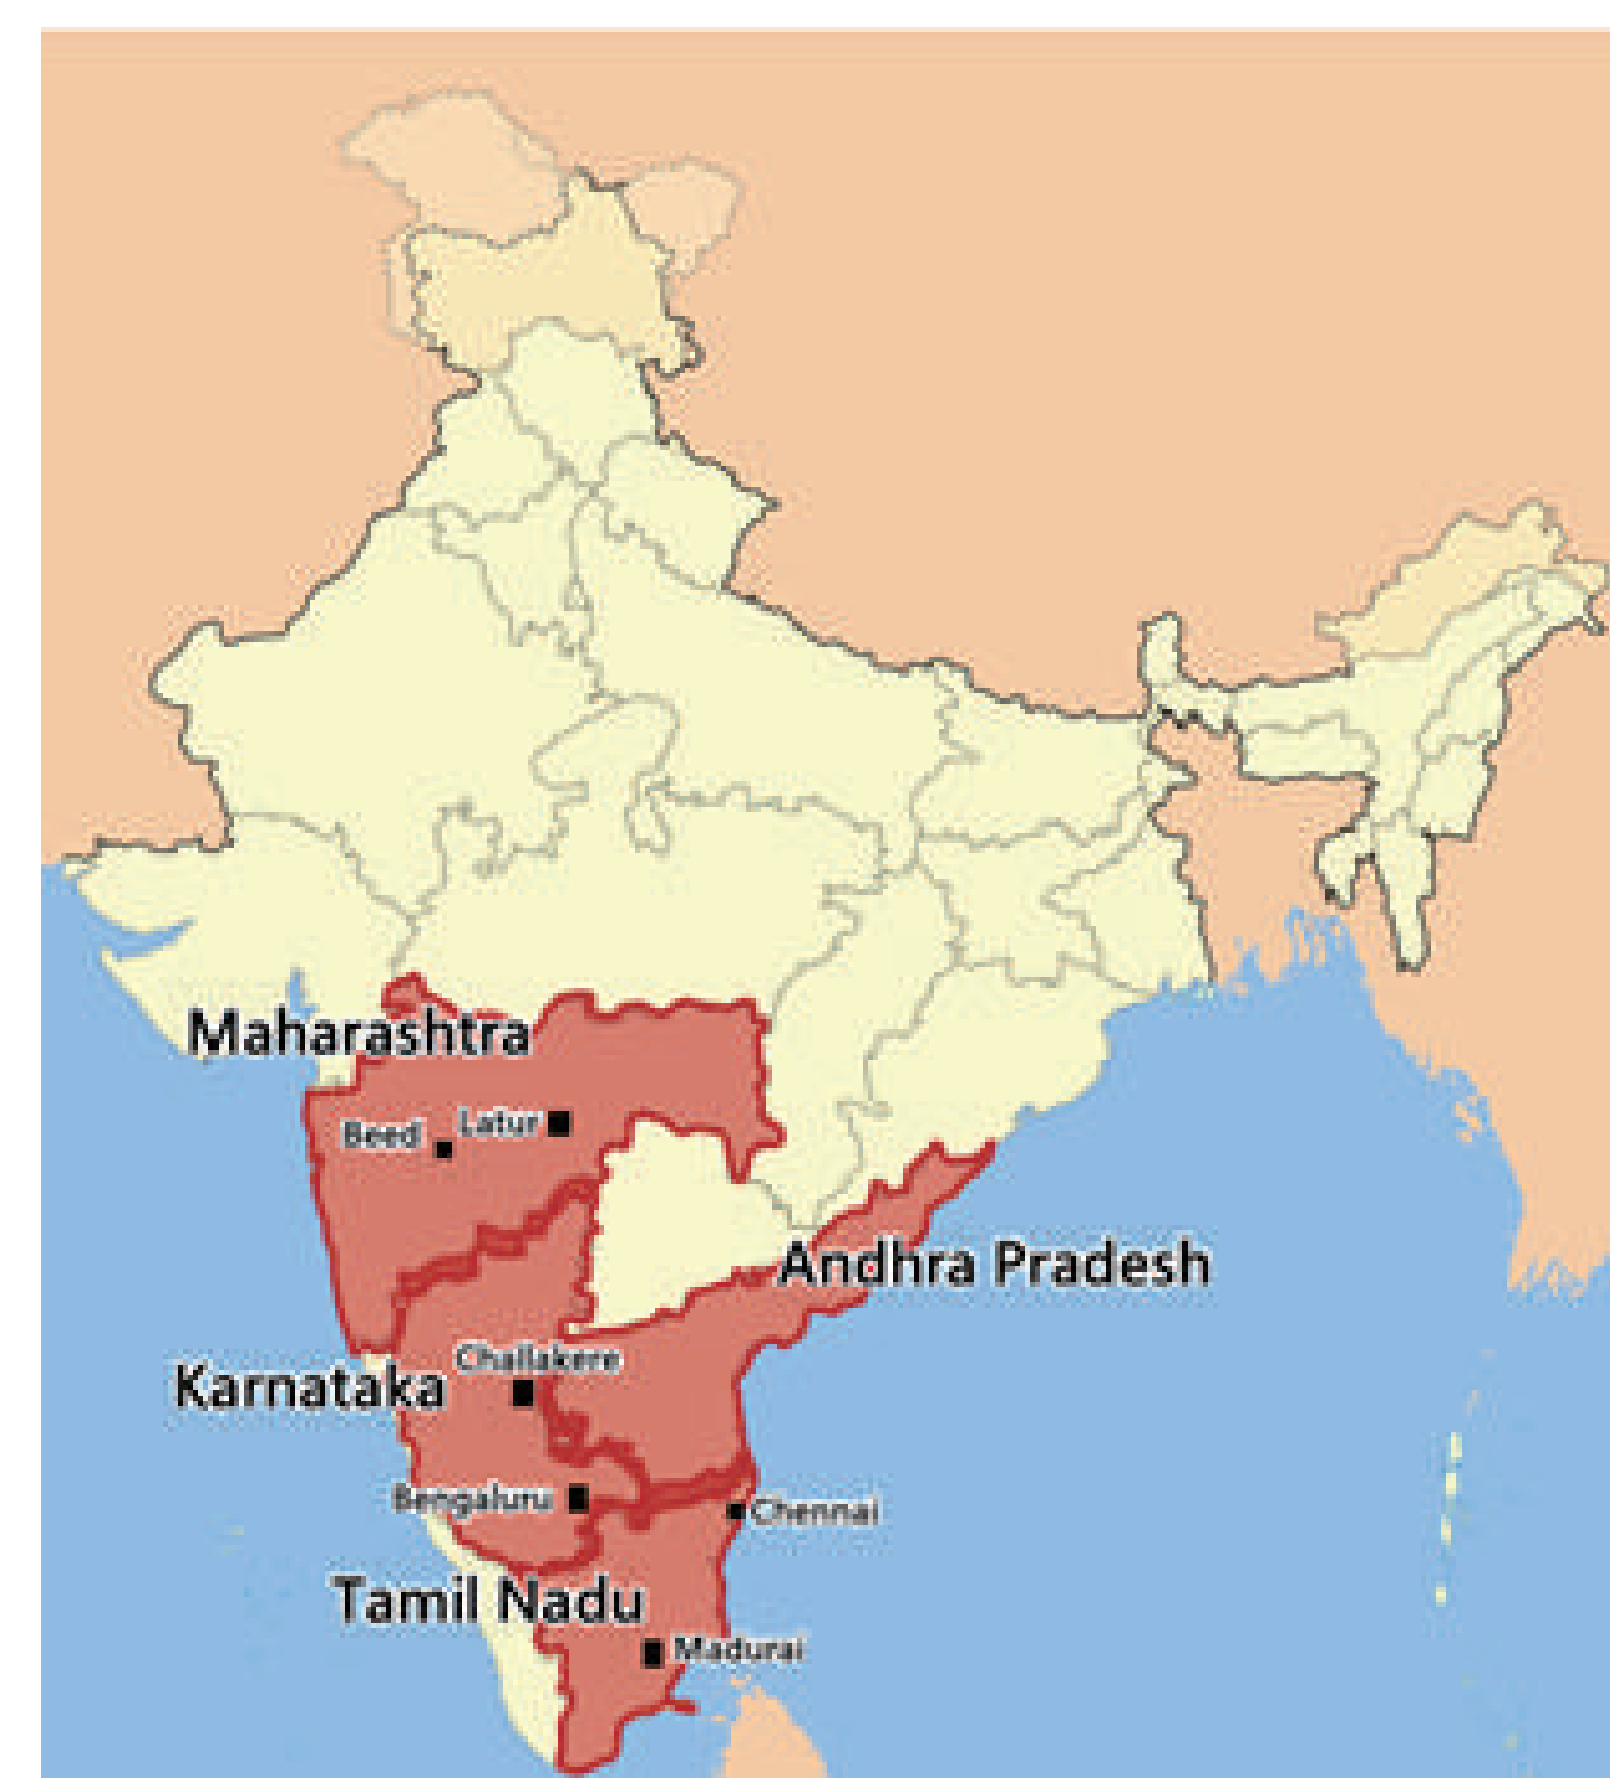 Maharashtra
Beed
Latur
Andhra Pradesh
Challakere
Karnataka
Bengaluru
Chennai
Tamil Nadu
Madurai